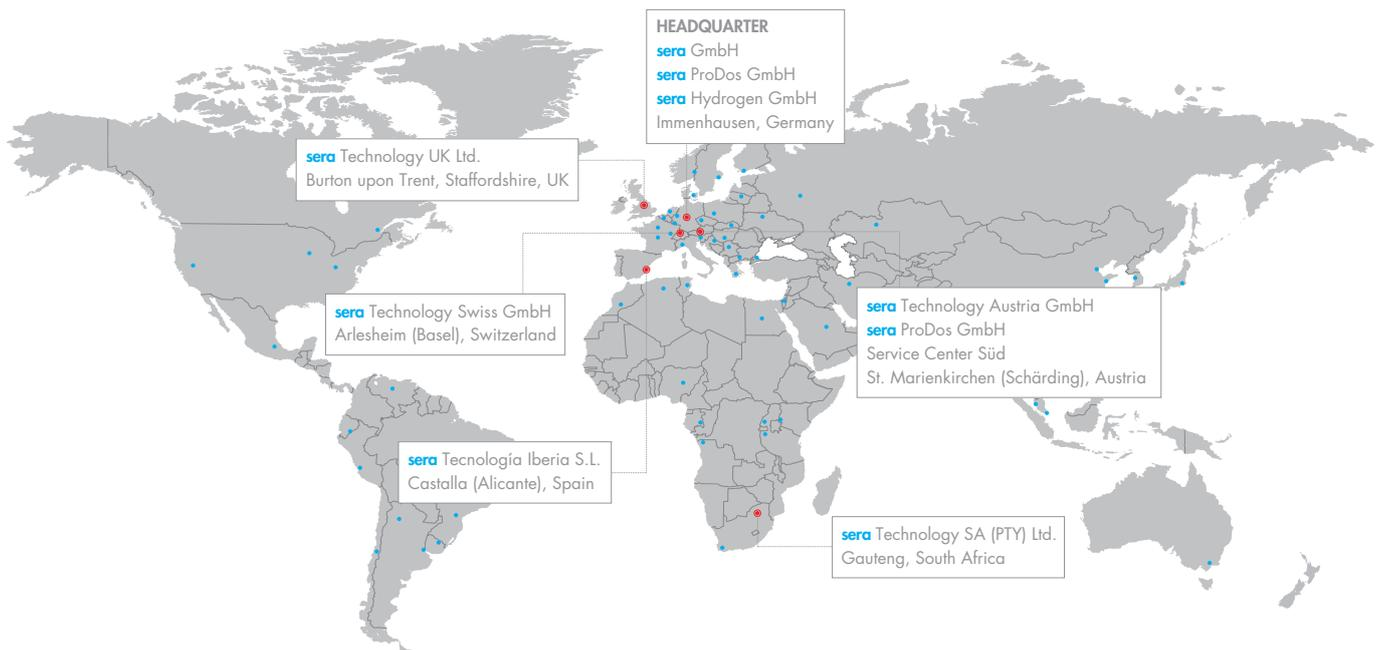 HEADQUARTER
sera GmbH
sera ProDos GmbH
sera Hydrogen GmbH
Immenhausen, Germany
sera Technology UK Ltd.
Burton upon Trent, Staffordshire, UK
sera Technology Swiss GmbH
Arlesheim (Basel), Switzerland
sera Technology Austria GmbH
sera ProDos GmbH
Service Center Süd
St. Marienkirchen (Schärding), Austria
sera Tecnología Iberia S.L.
Castalla (Alicante), Spain
sera Technology SA (PTY) Ltd.
Gauteng, South Africa